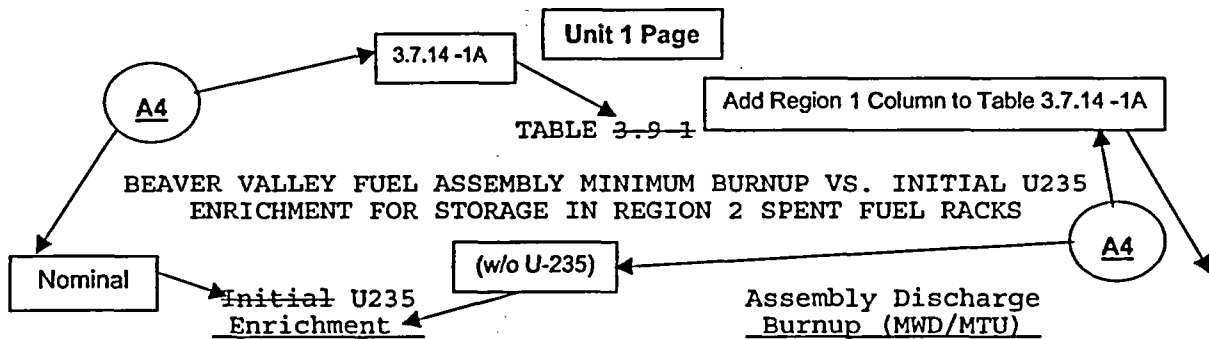 Unit 1 Page
3.7.14 -1A
A4
Add Region 1 Column to Table 3.7.14 -1A
TABLE 3.9-1
BEAVER VALLEY FUEL ASSEMBLY MINIMUM BURNUP VS. INITIAL U235
ENRICHMENT FOR STORAGE IN REGION 2 SPENT FUEL RACKS
A4
Nominal
(w/o U-235)
Initial U235
Enrichment
Assembly Discharge
Burnup (MWD/MTU)